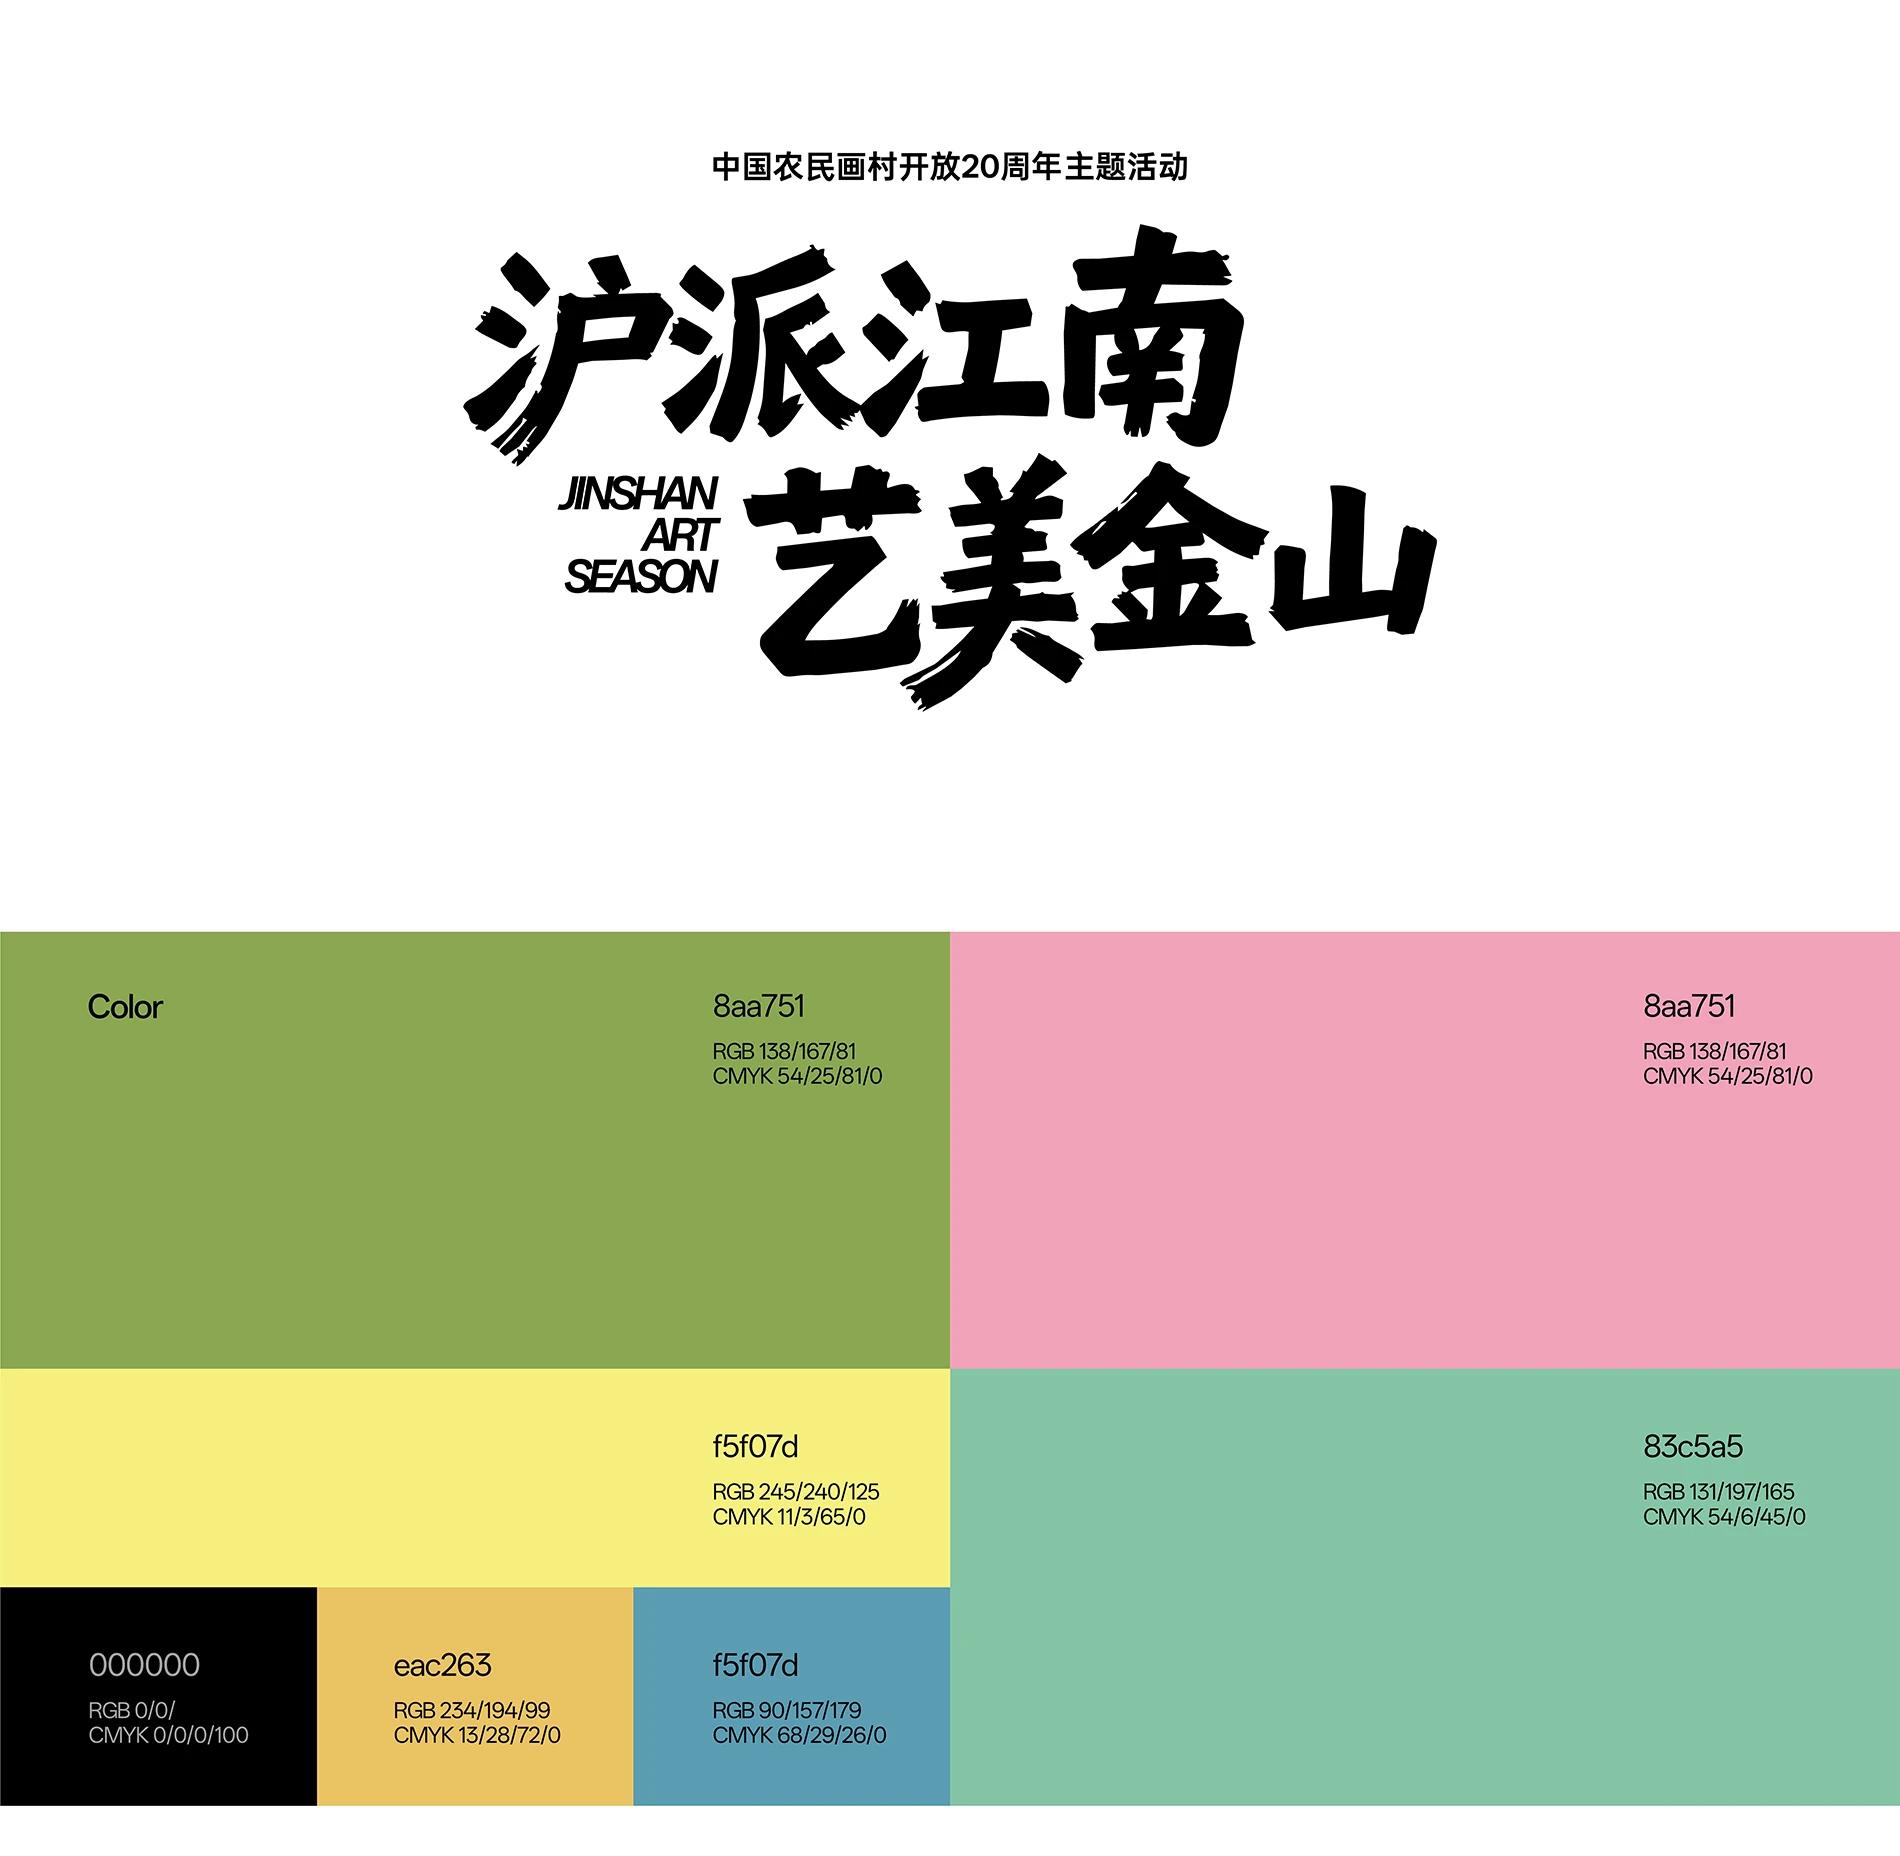 中国农民画村开放20周年主题活动
沪派江南
JINSHAN
ART
SEASON
艺美金山
Color
8aa751
RGB 138/167/81
CMYK 54/25/81/0
8aa751
RGB 138/167/81
CMYK 54/25/81/0
f5f07d
RGB 245/240/125
CMYK 11/3/65/0
83c5a5
RGB 131/197/165
CMYK 54/6/45/0
000000
RGB 0/0/
CMYK 0/0/0/100
eac263
RGB 234/194/99
CMYK 13/28/72/0
f5f07d
RGB 90/157/179
CMYK 68/29/26/0